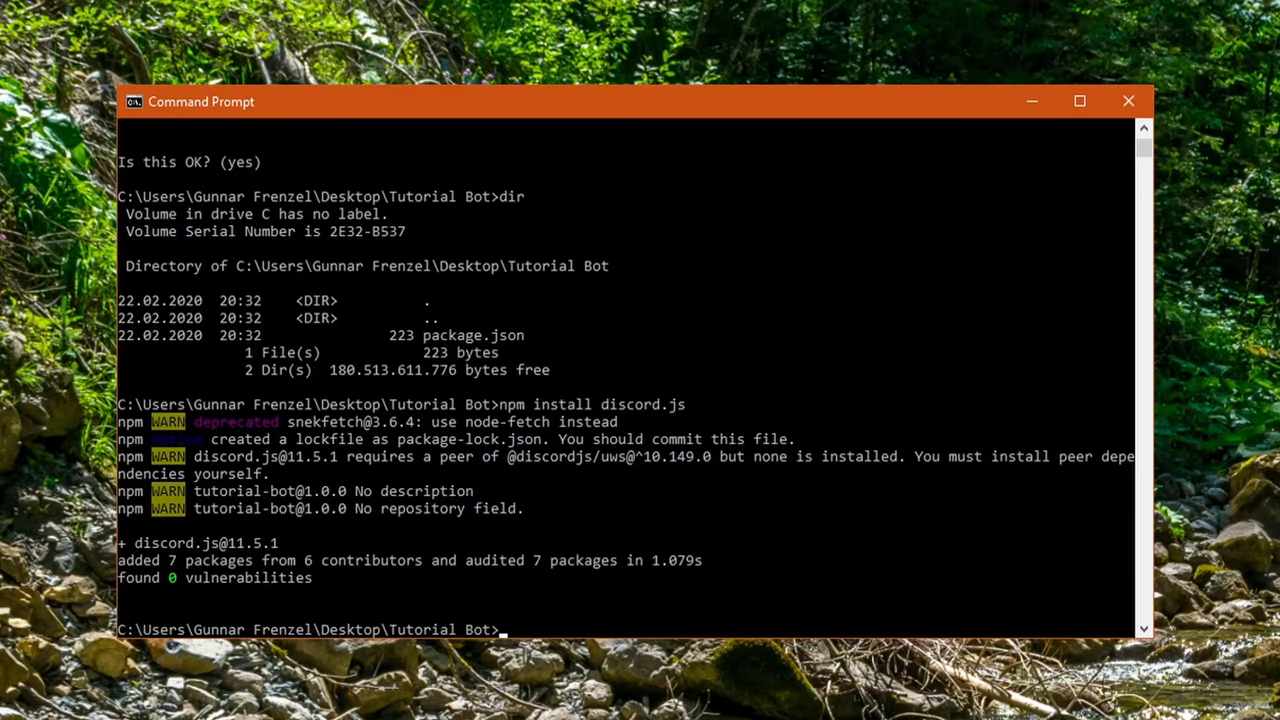 Command Prompt
Is this OK? (yes)
C:\Users\Gunnar Frenzel\Desktop\Tutorial Bot>dir
Volume in drive C has no label.
Volume Serial Number is 2E32-B537
Directory of C:\Users\Gunnar Frenzel\Desktop\Tutorial Bot
22.02.2020  20:32    <DIR>          .
22.02.2020  20:32    <DIR>          ..
22.02.2020  20:32               223 package.json
1 File(s)            223 bytes
2 Dir(s)  180.513.611.776 bytes free
C:\Users\Gunnar Frenzel\Desktop\Tutorial Bot>npm install discord.js
npm WARN deprecated snekfetch@3.6.4: use node-fetch instead
npm notice created a lockfile as package-lock.json. You should commit this file.
npm WARN discord.js@11.5.1 requires a peer of @discordjs/uws@^10.149.0 but none is installed. You must install peer depe
ndencies yourself.
npm WARN tutorial-bot@1.0.0 No description
npm WARN tutorial-bot@1.0.0 No repository field.
+ discord.js@11.5.1
added 7 packages from 6 contributors and audited 7 packages in 1.079s
found 0 vulnerabilities
C:\Users\Gunnar Frenzel\Desktop\Tutorial Bot>